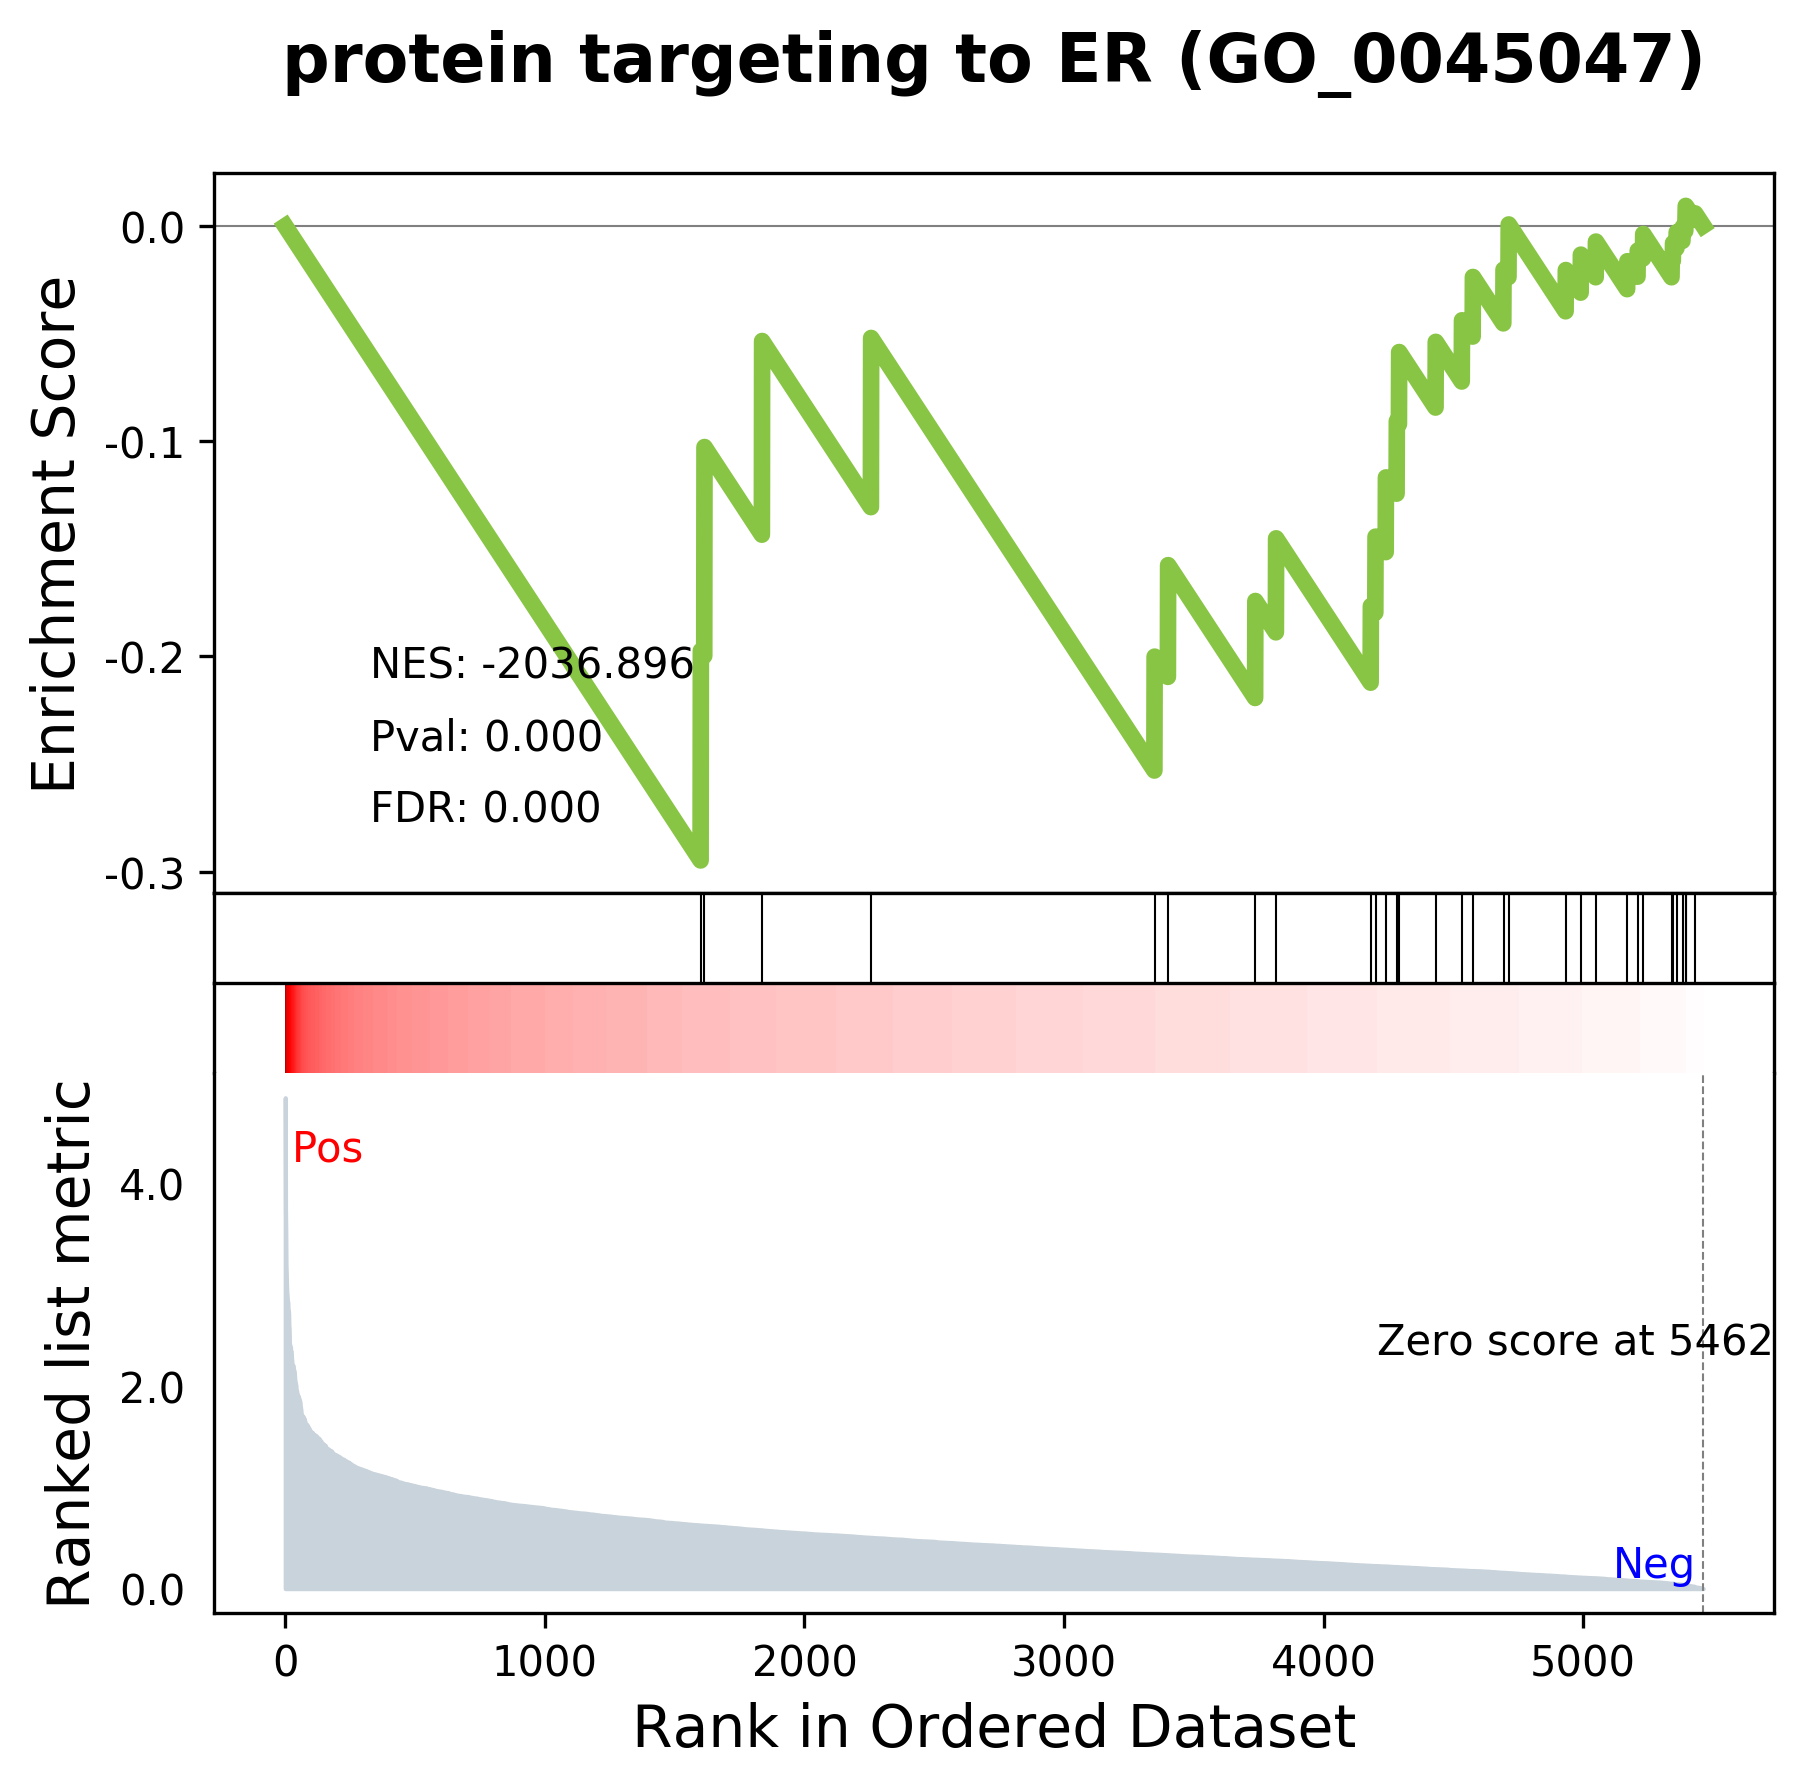 protein targeting to ER (GO_0045047)
Enrichment Score
0.0
-0.1
-0.2
-0.3
NES: -2036.896
Pval: 0.000
FDR: 0.000
Ranked list metric
4.0
2.0
0.0
Pos
Zero score at 5462
Neg
0 1000 2000 3000 4000 5000
Rank in Ordered Dataset